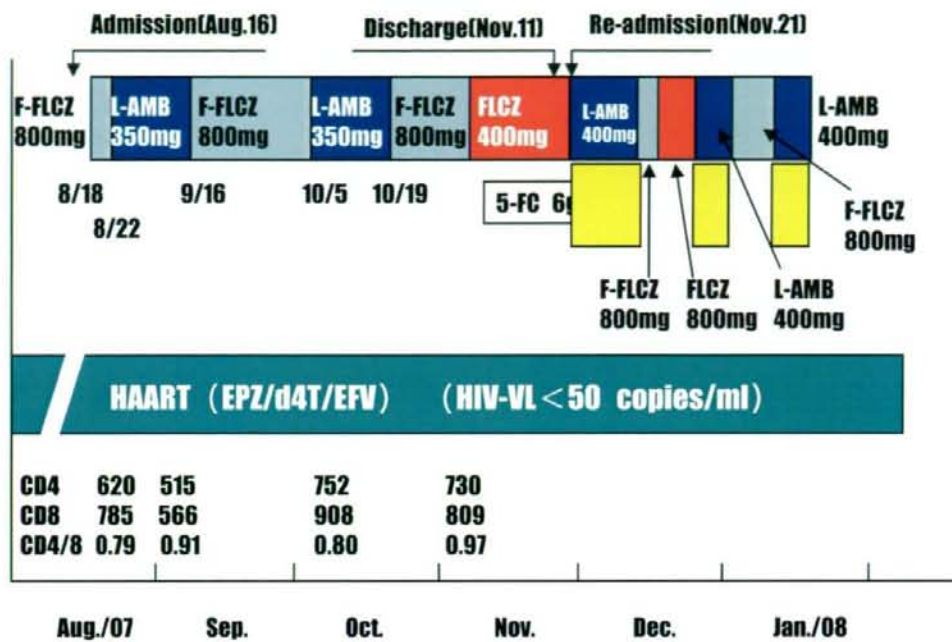 Admission(Aug.16)
Discharge(Nov.11)
Re-admission(Nov.21)
F-FLCZ
800mg
L-AMB
350mg
F-FLCZ
800mg
L-AMB
350mg
F-FLCZ
800mg
FLCZ
400mg
L-AMB
400mg
L-AMB
400mg
8/18
8/22
9/16
10/5
10/19
5-FC 6g
F-FLCZ
800mg
F-FLCZ
800mg
FLCZ
800mg
L-AMB
400mg
HAART (EPZ/d4T/EFV) (HIV-VL<50 copies/ml)
CD4 620 515 752 730
CD8 785 566 908 809
CD4/8 0.79 0.91 0.80 0.97
Aug./07 Sep. Oct. Nov. Dec. Jan./08